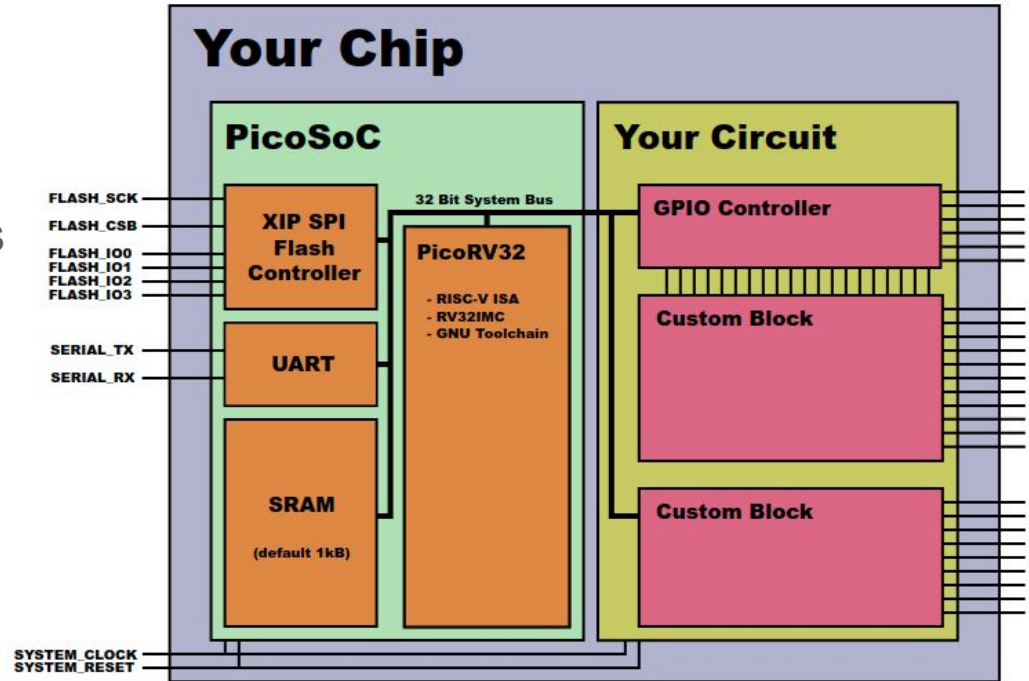 Your Chip
PicoSoC
Your Circuit
FLASH_SCK
FLASH_CSB
FLASH_IO0
FLASH_IO1
FLASH_IO2
FLASH_IO3
XIP SPI
Flash
Controller
32 Bit System Bus
PicoRV32
- RISC-V ISA
- RV32IMC
- GNU Toolchain
GPIO Controller
Custom Block
SERIAL_TX
SERIAL_RX
UART
SRAM
(default 1kB)
Custom Block
SYSTEM_CLOCK
SYSTEM_RESET
s